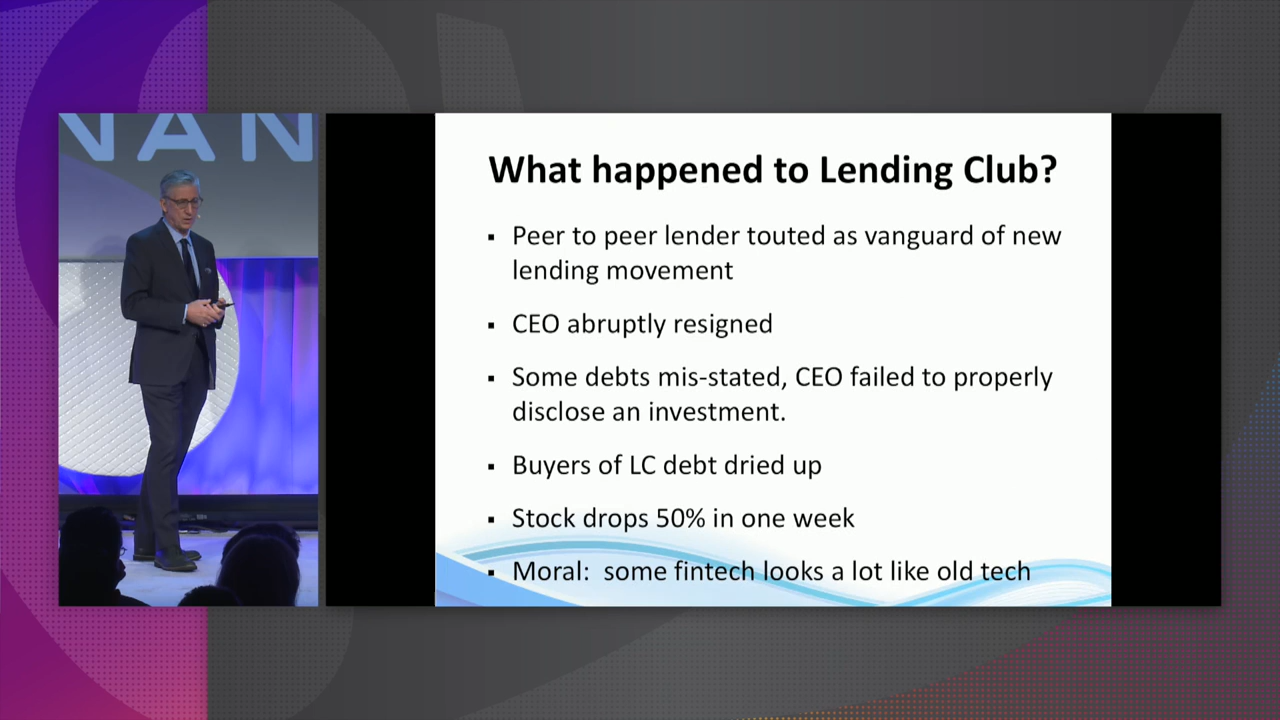 NAN
What happened to Lending Club?
▪ Peer to peer lender touted as vanguard of new
lending movement
▪ CEO abruptly resigned
▪ Some debts mis-stated, CEO failed to properly
disclose an investment.
▪ Buyers of LC debt dried up
▪ Stock drops 50% in one week
▪ Moral:  some fintech looks a lot like old tech